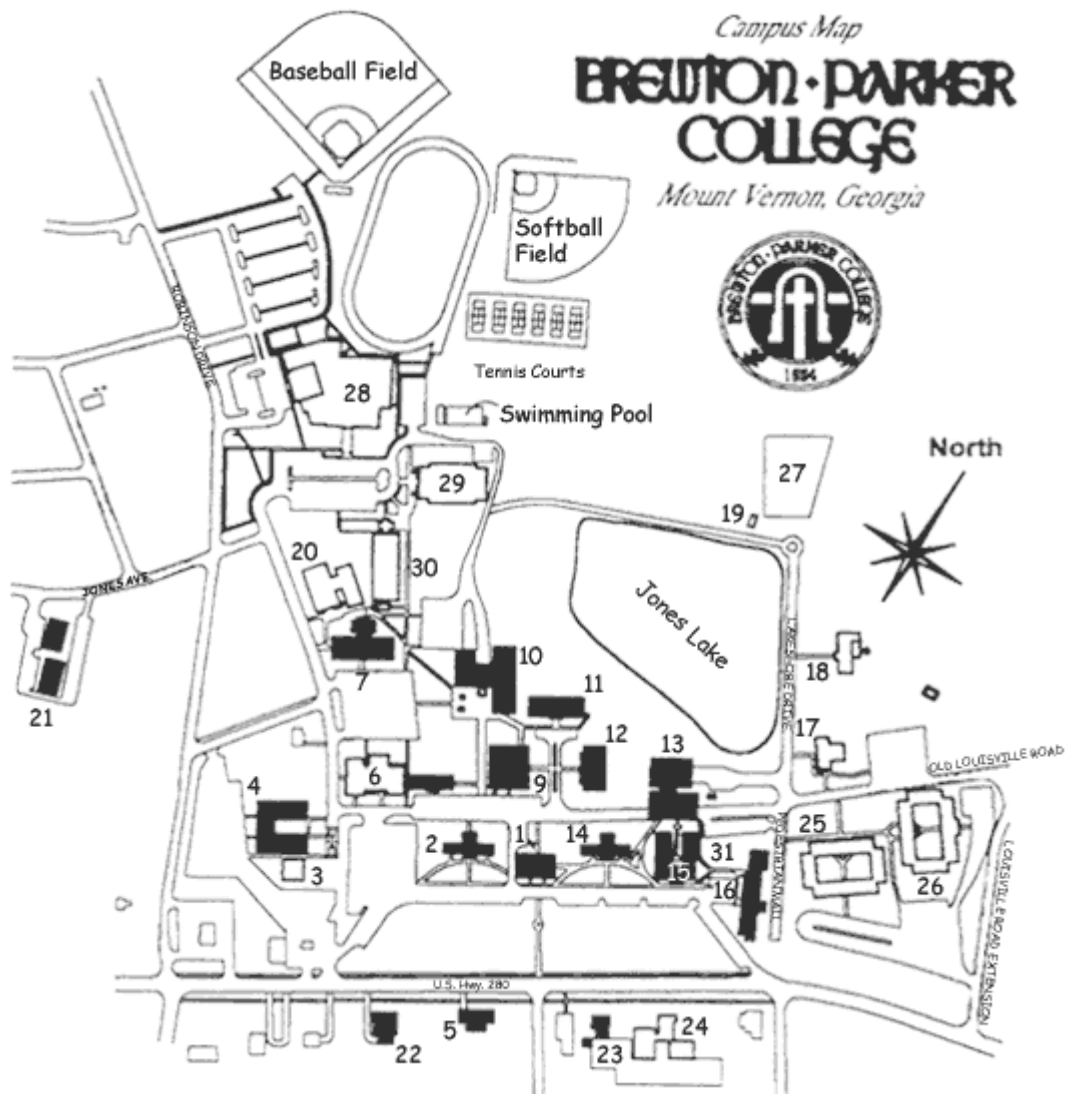 Campus Map
BREWTON·PARKER
COLLEGE
Mount Vernon, Georgia
BREWTON-PARKER COLLEGE
Baseball Field
Softball
Field
Tennis Courts
Swimming Pool
28
29
27
19
North
20
30
JONES AVE.
Jones Lake
10
18
7
21
11
17
12
13
OLD LOUISVILLE ROAD
4
6
9
2
1
14
25
3
31
15
16
26
LOUISVILLE ROAD EXTENSION
U.S. Hwy. 280
5
24
22
23